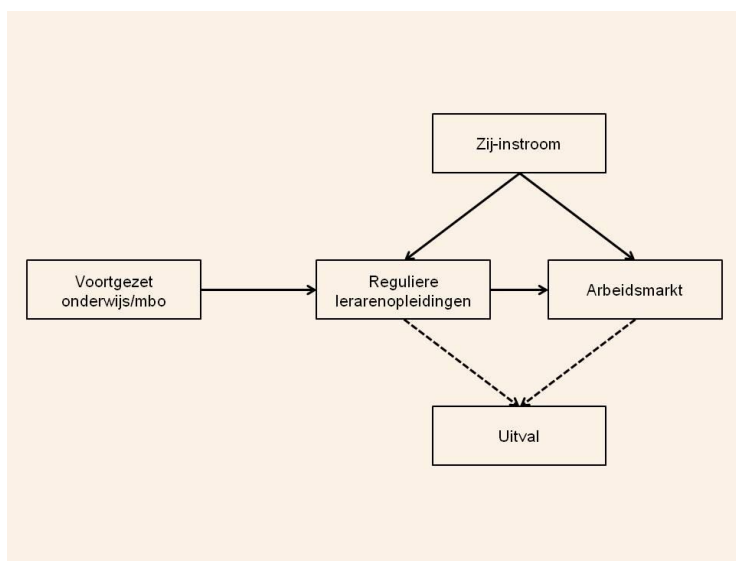 Zij-instroom
Voortgezet
onderwijs/mbo
Reguliere
lerarenopleidingen
Arbeidsmarkt
Uitval